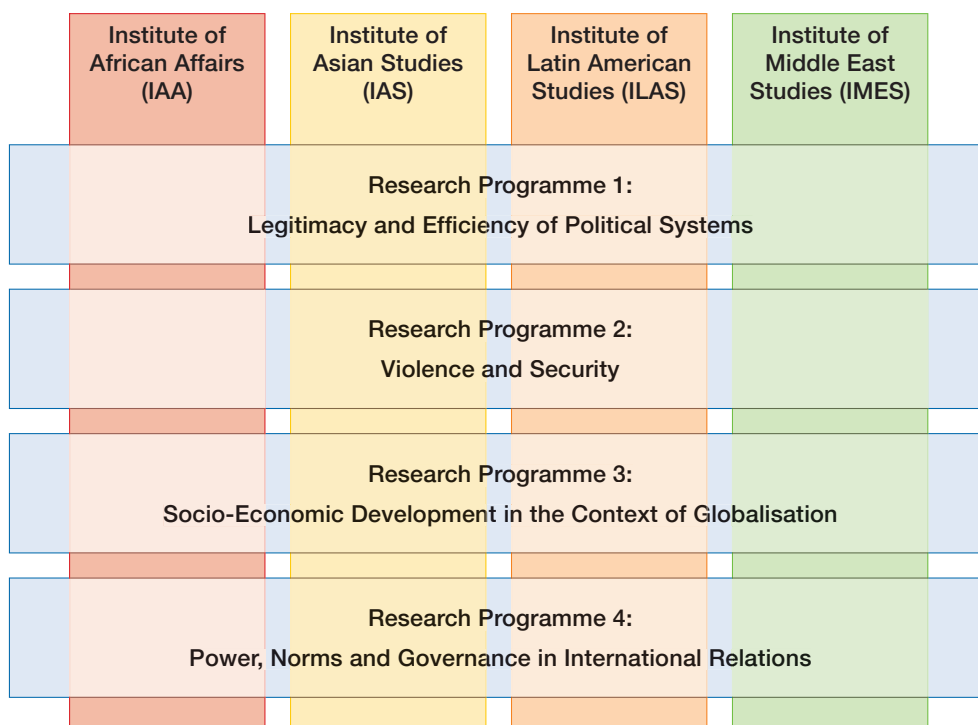 Institute of
African Affairs
(IAA)
Institute of
Asian Studies
(IAS)
Institute of
Latin American
Studies (ILAS)
Institute of
Middle East
Studies (IMES)
Research Programme 1:
Legitimacy and Efficiency of Political Systems
Research Programme 2:
Violence and Security
Research Programme 3:
Socio-Economic Development in the Context of Globalisation
Research Programme 4:
Power, Norms and Governance in International Relations